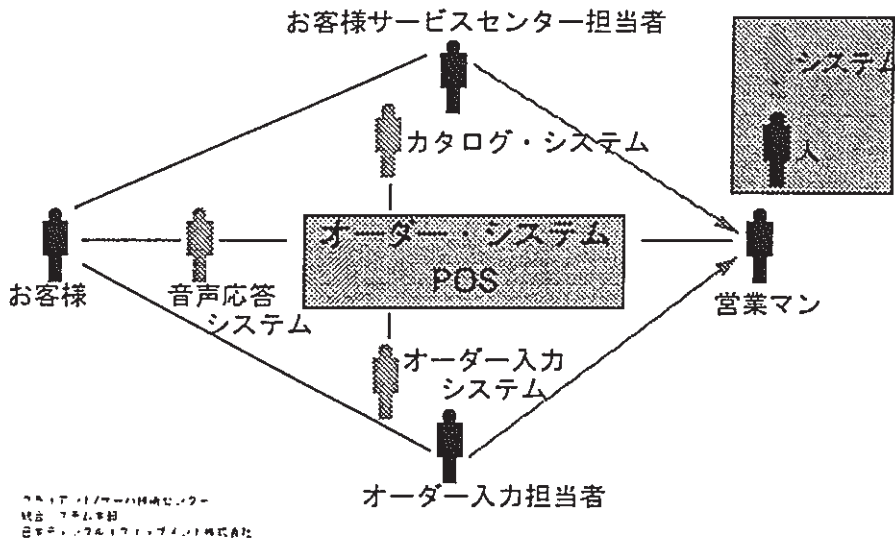 お客様サービスセンター担当者
システム
カタログ・システム
人
オーダー・システム
POS
お客様
音声応答
システム
営業マン
オーダー入力
システム
オーダー入力担当者